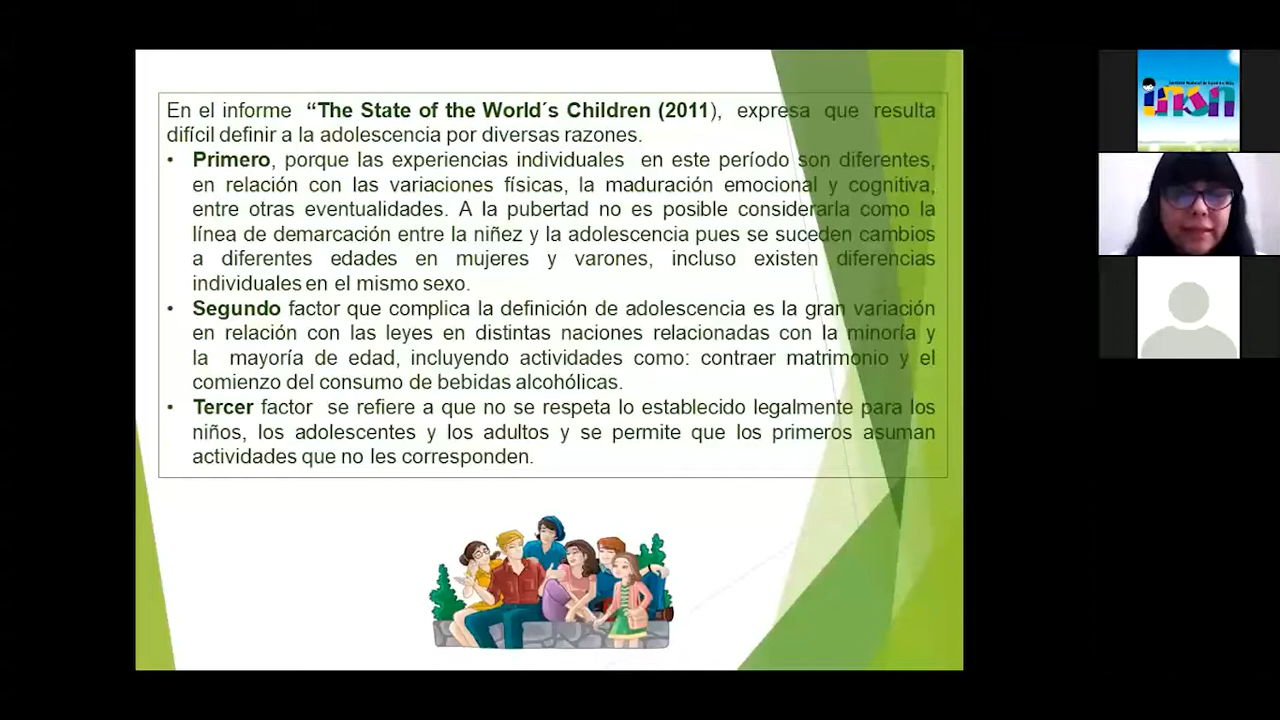 En el informe “The State of the World´s Children (2011), expresa que resulta
difícil definir a la adolescencia por diversas razones.
• Primero, porque las experiencias individuales en este período son diferentes,
en relación con las variaciones físicas, la maduración emocional y cognitiva,
entre otras eventualidades. A la pubertad no es posible considerarla como la
línea de demarcación entre la niñez y la adolescencia pues se suceden cambios
a diferentes edades en mujeres y varones, incluso existen diferencias
individuales en el mismo sexo.
• Segundo factor que complica la definición de adolescencia es la gran variación
en relación con las leyes en distintas naciones relacionadas con la minoría y
la mayoría de edad, incluyendo actividades como: contraer matrimonio y el
comienzo del consumo de bebidas alcohólicas.
• Tercer factor se refiere a que no se respeta lo establecido legalmente para los
niños, los adolescentes y los adultos y se permite que los primeros asuman
actividades que no les corresponden.
insn